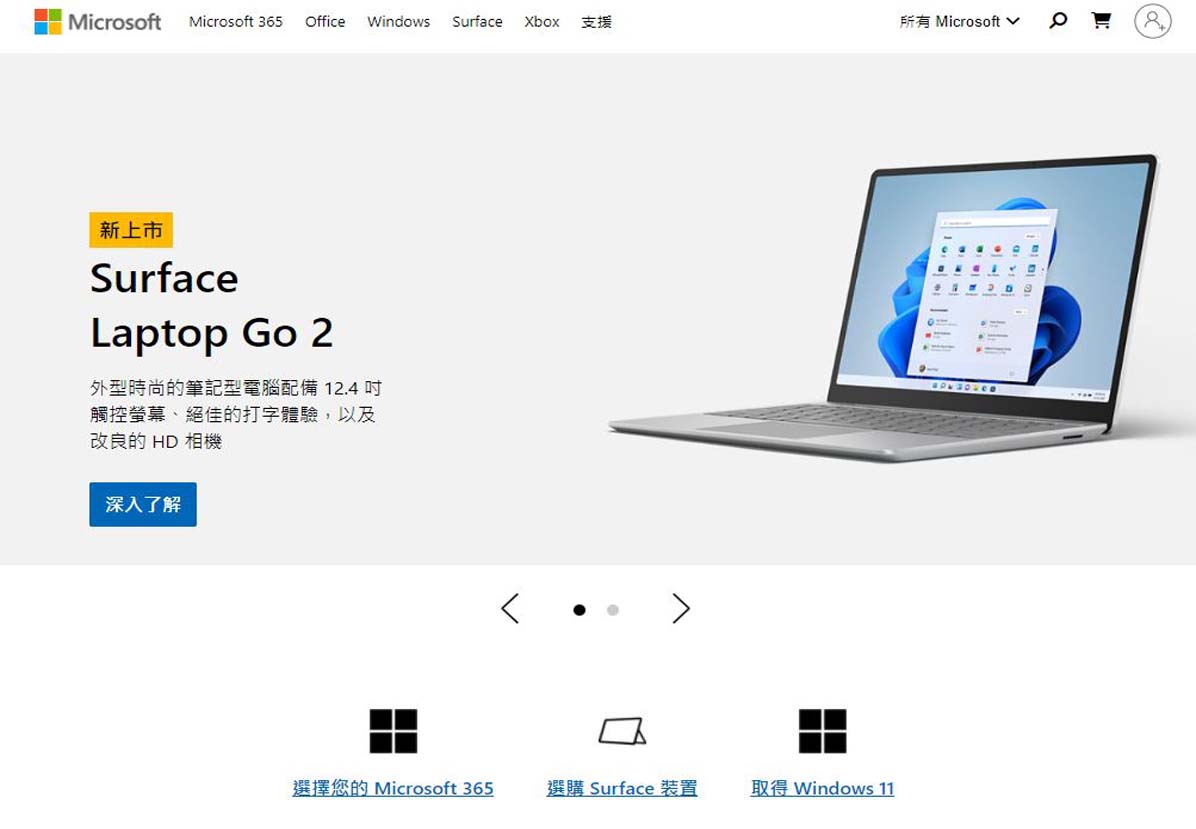 Microsoft
Microsoft 365
Office
Windows
Surface
Xbox
支援
所有 Microsoft
新上市
Surface
Laptop Go 2
外型時尚的筆記型電腦配備 12.4 吋
觸控螢幕、絕佳的打字體驗，以及
改良的 HD 相機
深入了解
選擇您的 Microsoft 365
選購 Surface 裝置
取得 Windows 11